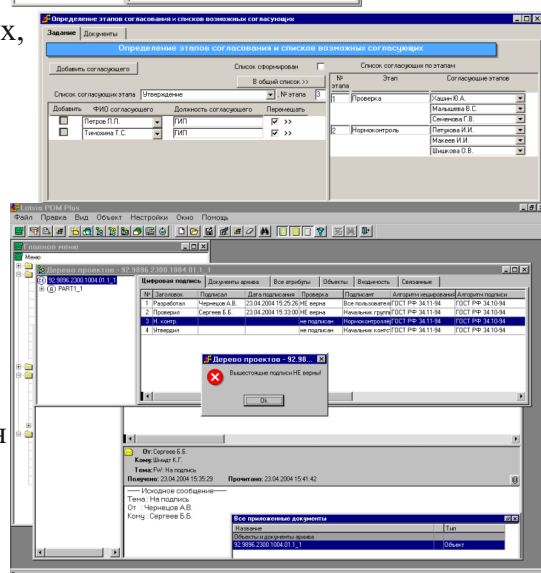 х,
Определение этапов согласования и списков возможных согласующих
Задание Документы
Определение этапов согласования и списков возможных согласующих
Добавить согласующего Список сформирован Список согласующих по этапам
В общий список >>
№ этапа Этап Согласующие этапов
Список согласующих этапа Утверждение , № этапа 3
Добавить ФИО согласующего Должность согласующего Перемещать
Петров П.П. ГИП >>
Тимохина Т.С. ГИП >>
1 Проверка Хашин Ю.А.
Малышева В.С.
Семенова Г.В.
2 Нормоконтроль Петухова И.И.
Макеев И.И.
Шишкова О.В.
Lotsia PDM Plus
Файл Правка Вид Объект Настройки Окно Помощь
Главное меню
Меню
Дерево проектов - 92.9896.2300.1004.01.1_1
92.9896.2300.1004.01.1_1
PART1_1
Цифровая подпись Документы архива Все атрибуты Объекты Входимость Связанные
№ Заголовок Подписал Дата подписания Проверка Подписант Алгоритм хеширования Алгоритм подписи
1 Разработал Чернецов А.В. 23.04.2004 15:25:26 НЕ верна Все пользователи ГОСТ РФ 34.11-94 ГОСТ РФ 34.10-94
2 Проверил Сергеев Б.Б. 23.04.2004 15:33:00 НЕ верна Начальник группы ГОСТ РФ 34.11-94 ГОСТ РФ 34.10-94
3 Н. контр. не подписан Нормоконтролёр ГОСТ РФ 34.11-94 ГОСТ РФ 34.10-94
4 Утвердил не подписан Начальник ГОСТ РФ 34.11-94 ГОСТ РФ 34.10-94
Дерево проектов - 92.98...
Вышестоящие подписи НЕ верны!
Ok
я
От: Сергеев Б.Б.
Кому: Шмидт К.Г.
Тема: FW: На подпись
Получено: 23.04.2004 15:35:29 Прочитано: 23.04.2004 15:41:42
---- Исходное сообщение----
Тема : На подпись
От : Чернецов А.В.
Кому : Сергеев Б.Б.
Все приложенные документы
Название Тип
Объекты и документы архива
92.9896.2300.1004.01.1_1 Объект